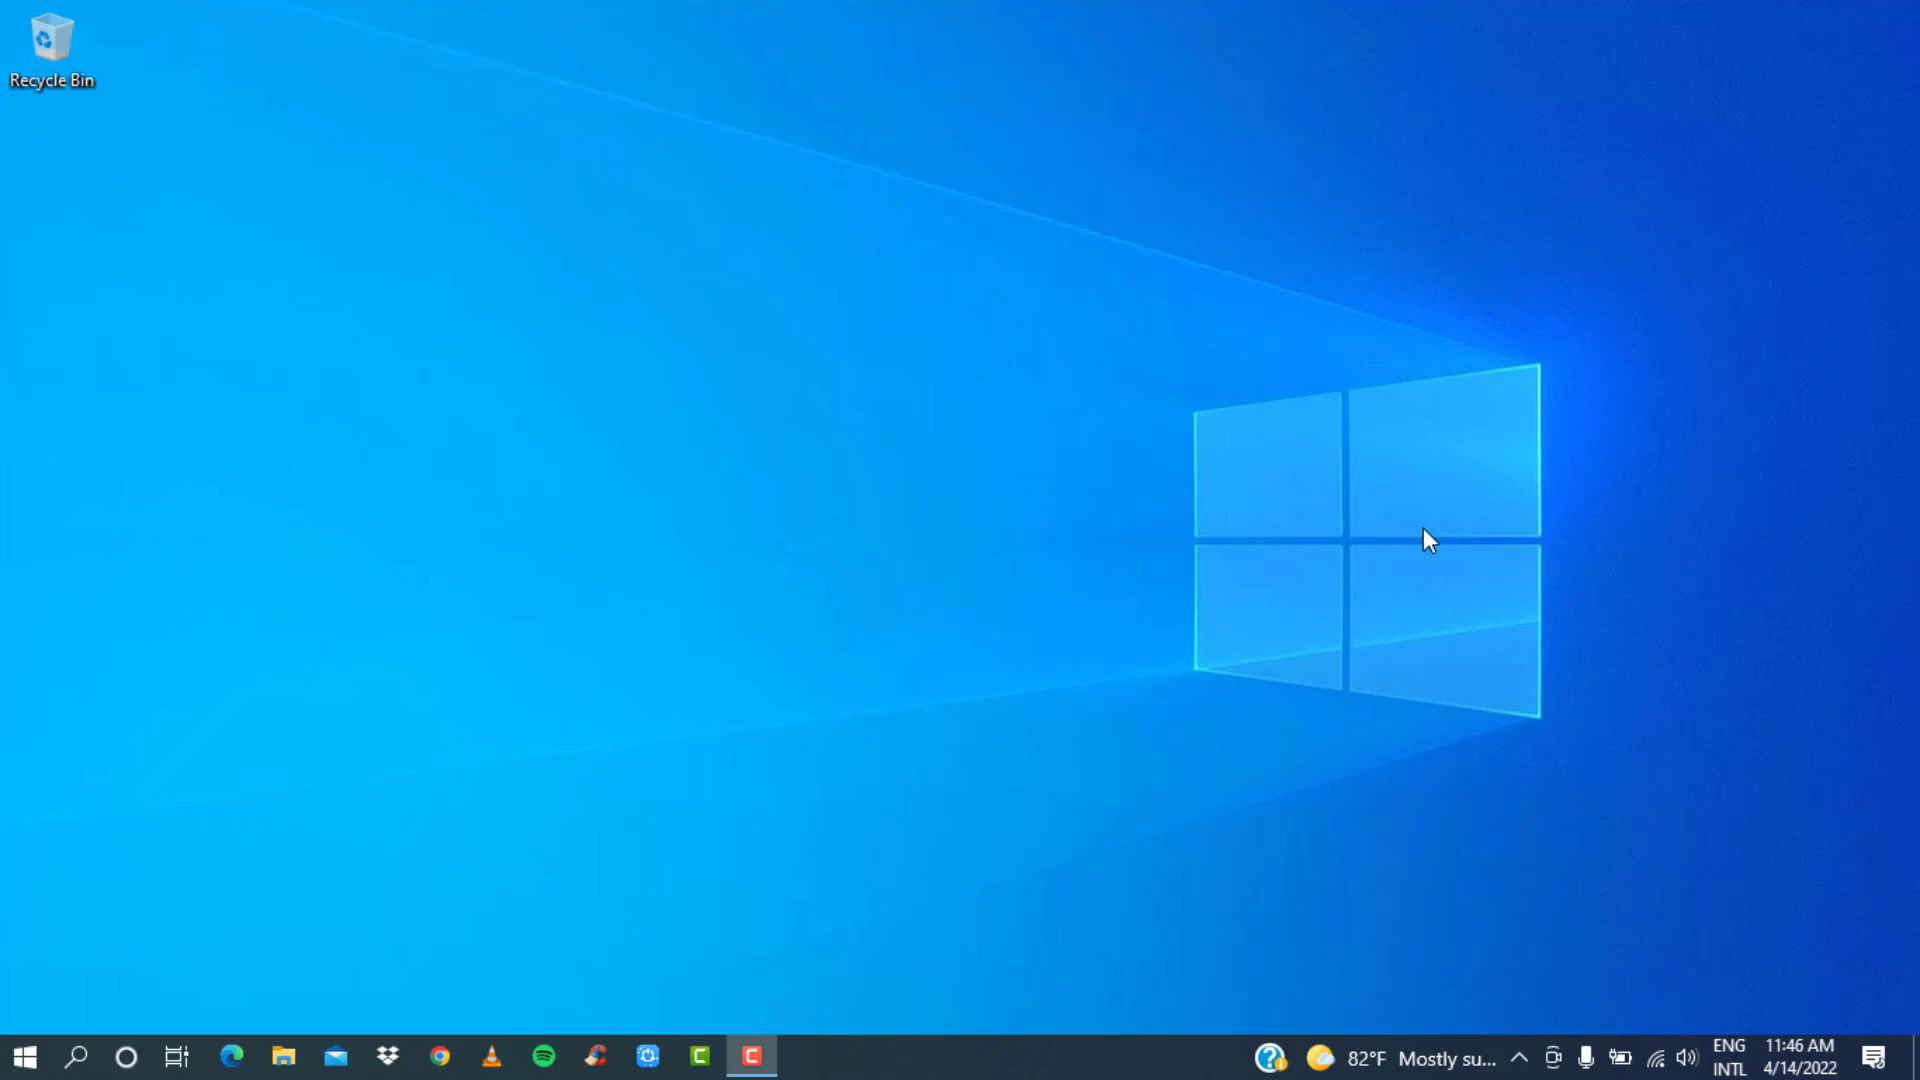 Recycle Bin
82°F Mostly su...
ENG
INTL
11:46 AM
4/14/2022